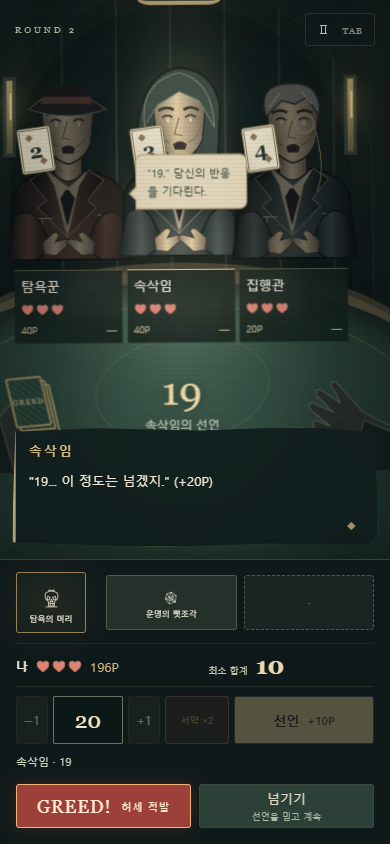 ROUND 2
II TAB
2
3
4
"19." 당신의 반응
을 기다린다.
탐욕꾼
40P —
속삭임
40P —
집행관
20P —
GREED
19
속삭임의 선언
속삭임
"19... 이 정도는 넘겠지." (+20P)
탐욕의 머리
운명의 뼛조각
나 196P
최소 합계 10
−1
20
+1
서약 ×2
선언 +10P
속삭임 · 19
GREED! 허세 적발
넘기기
선언을 믿고 계속